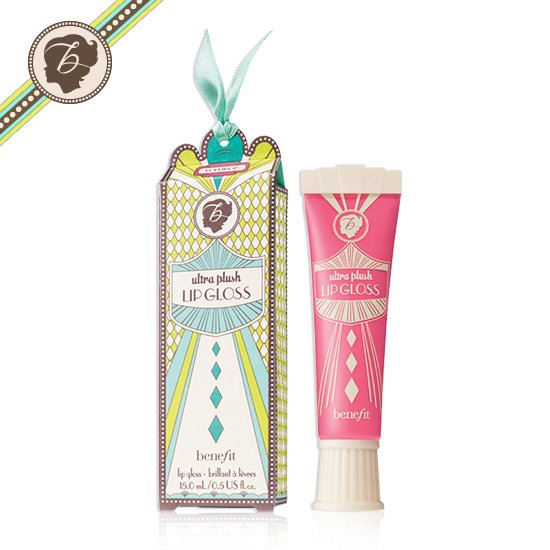 b
b
ultra plush
LIP GLOSS
benefit
lip gloss • brillant à lèvres
15.0 mL / 0.5 US fl. oz.
b
ultra plush
LIP GLOSS
benefit